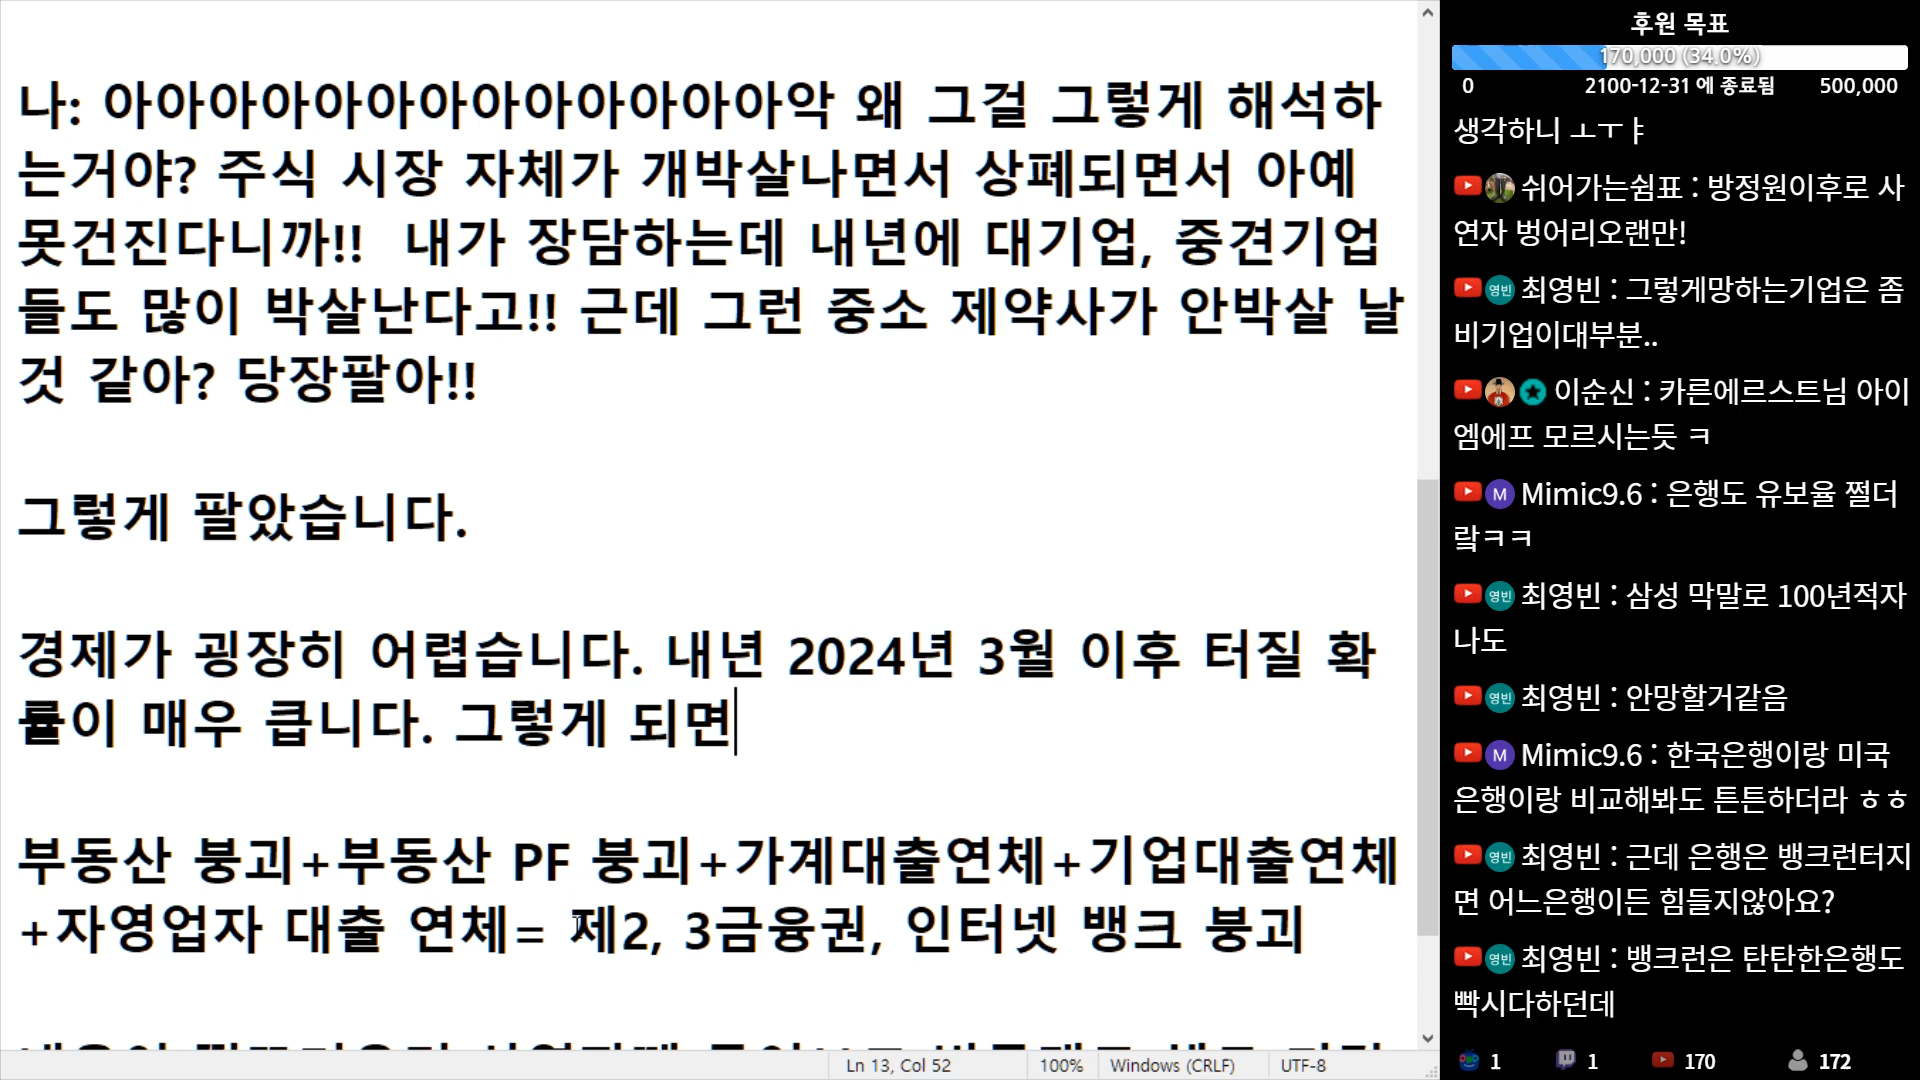 나: 아아아아아아아아아아아아아악 왜 그걸 그렇게 해석하
는거야? 주식 시장 자체가 개박살나면서 상폐되면서 아예
못건진다니까!!  내가 장담하는데 내년에 대기업, 중견기업
들도 많이 박살난다고!! 근데 그런 중소 제약사가 안박살 날
것 같아? 당장팔아!!
그렇게 팔았습니다.
경제가 굉장히 어렵습니다. 내년 2024년 3월 이후 터질 확
률이 매우 큽니다. 그렇게 되면
부동산 붕괴+부동산 PF 붕괴+가계대출연체+기업대출연체
+자영업자 대출 연체= 제2, 3금융권, 인터넷 뱅크 붕괴
Ln 13, Col 52 100% Windows (CRLF) UTF-8
후원 목표
170,000 (34.0%)
0 2100-12-31 에 종료됨 500,000
생각하니 ㅗㅜㅑ
쉬어가는쉼표 : 방정원이후로 사
연자 벙어리오랜만!
영빈 최영빈 : 그렇게망하는기업은 좀
비기업이대부분..
이순신 : 카른에르스트님 아이
엠에프 모르시는듯 ㅋ
M Mimic9.6 : 은행도 유보율 쩔더
랔ㅋㅋ
영빈 최영빈 : 삼성 막말로 100년적자
나도
영빈 최영빈 : 안망할거같음
M Mimic9.6 : 한국은행이랑 미국
은행이랑 비교해봐도 튼튼하더라 ㅎㅎ
영빈 최영빈 : 근데 은행은 뱅크런터지
면 어느은행이든 힘들지않아요?
영빈 최영빈 : 뱅크런은 탄탄한은행도
빡시다하던데
1 1 170 172